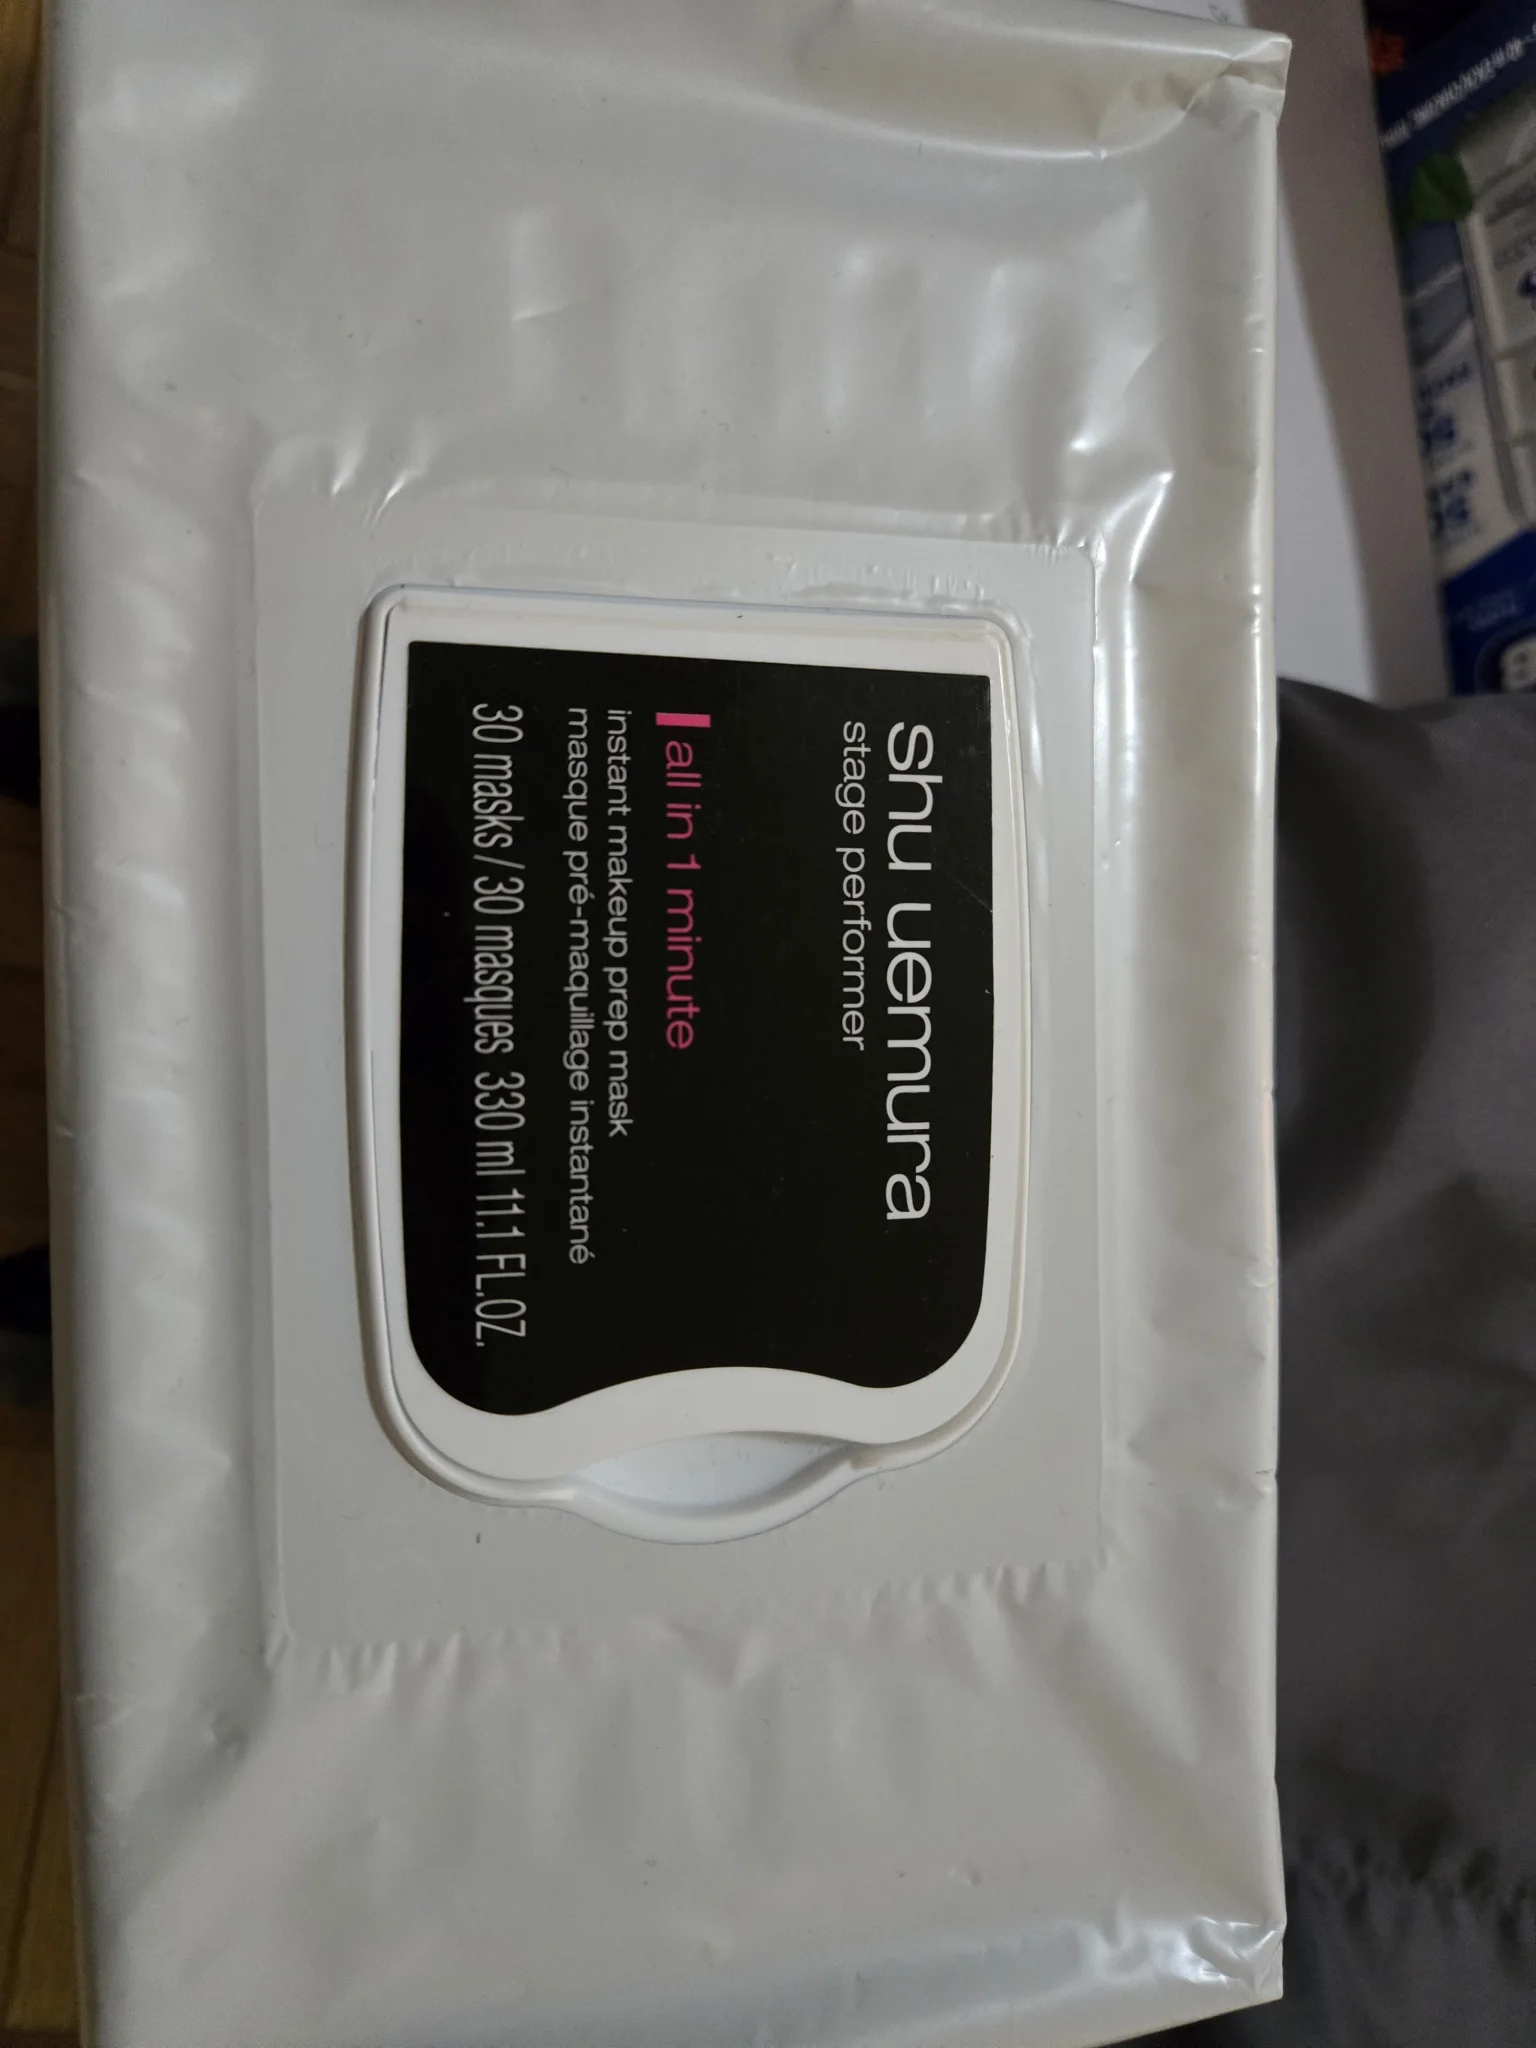 shu uemura
stage performer
all in 1 minute
instant makeup prep mask
masque pré-maquillage instantané
30 masks / 30 masques 330 ml 11.1 FL.OZ.